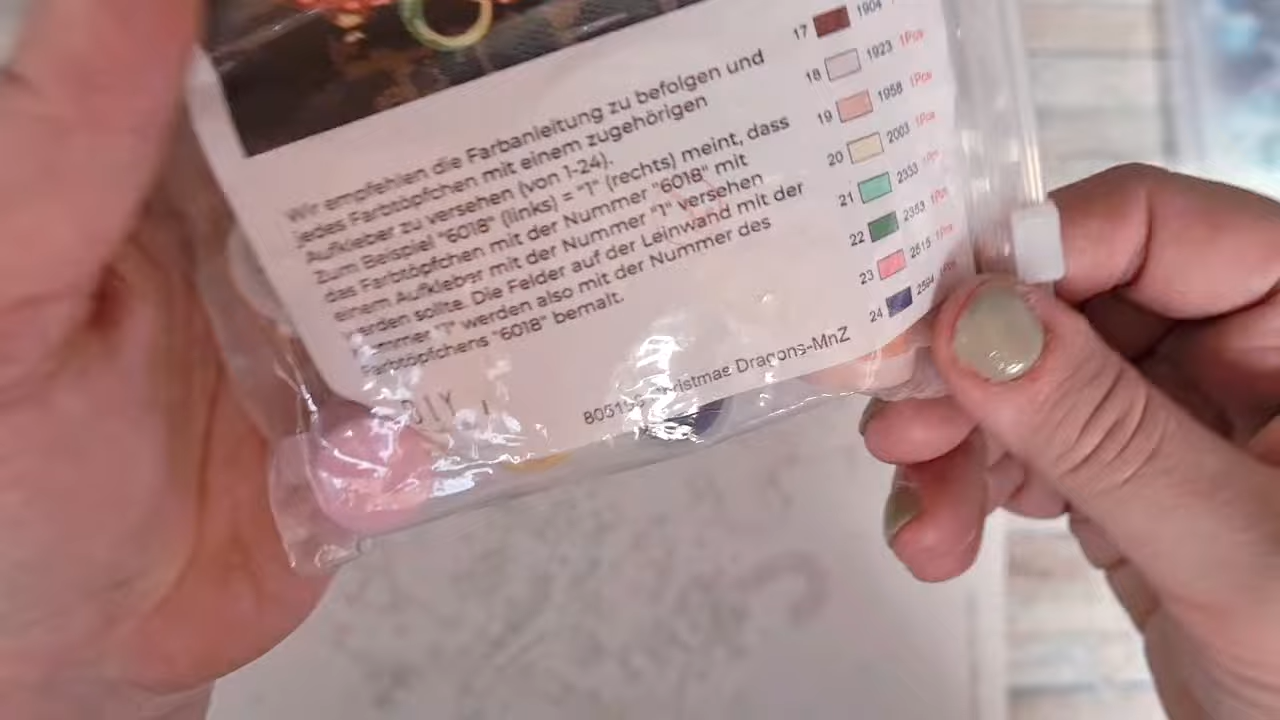 Wir empfehlen die Farbanleitung zu befolgen und
jedes Farbtöpfchen mit einem zugehörigen
Aufkleber zu versehen (von 1-24).
Zum Beispiel "6018" (links) = "1" (rechts) meint, dass
das Farbtöpfchen mit der Nummer "6018" mit
einem Aufkleber mit der Nummer "1" versehen
werden sollte. Die Felder auf der Leinwand mit der
Nummer "1" werden also mit der Nummer des
Farbtöpfchens "6018" bemalt.
17 1904
18 1923 1Pcs
19 1958 1Pcs
20 2003 1Pcs
21 2333 1Pcs
22 2353 1Pcs
23 2515 1Pcs
24 2594 1Pcs
Christmas Dragons-MnZ